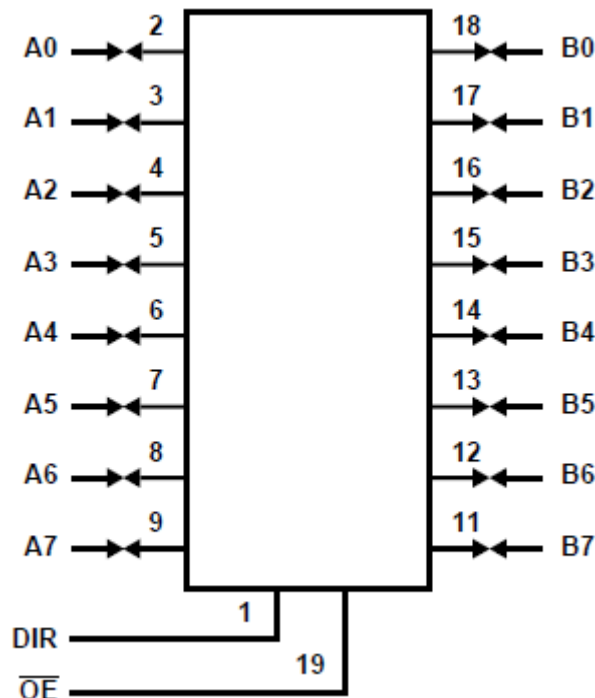 A0 2 18 B0
A1 3 17 B1
A2 4 16 B2
A3 5 15 B3
A4 6 14 B4
A5 7 13 B5
A6 8 12 B6
A7 9 11 B7
DIR 1
O̅E̅ 19